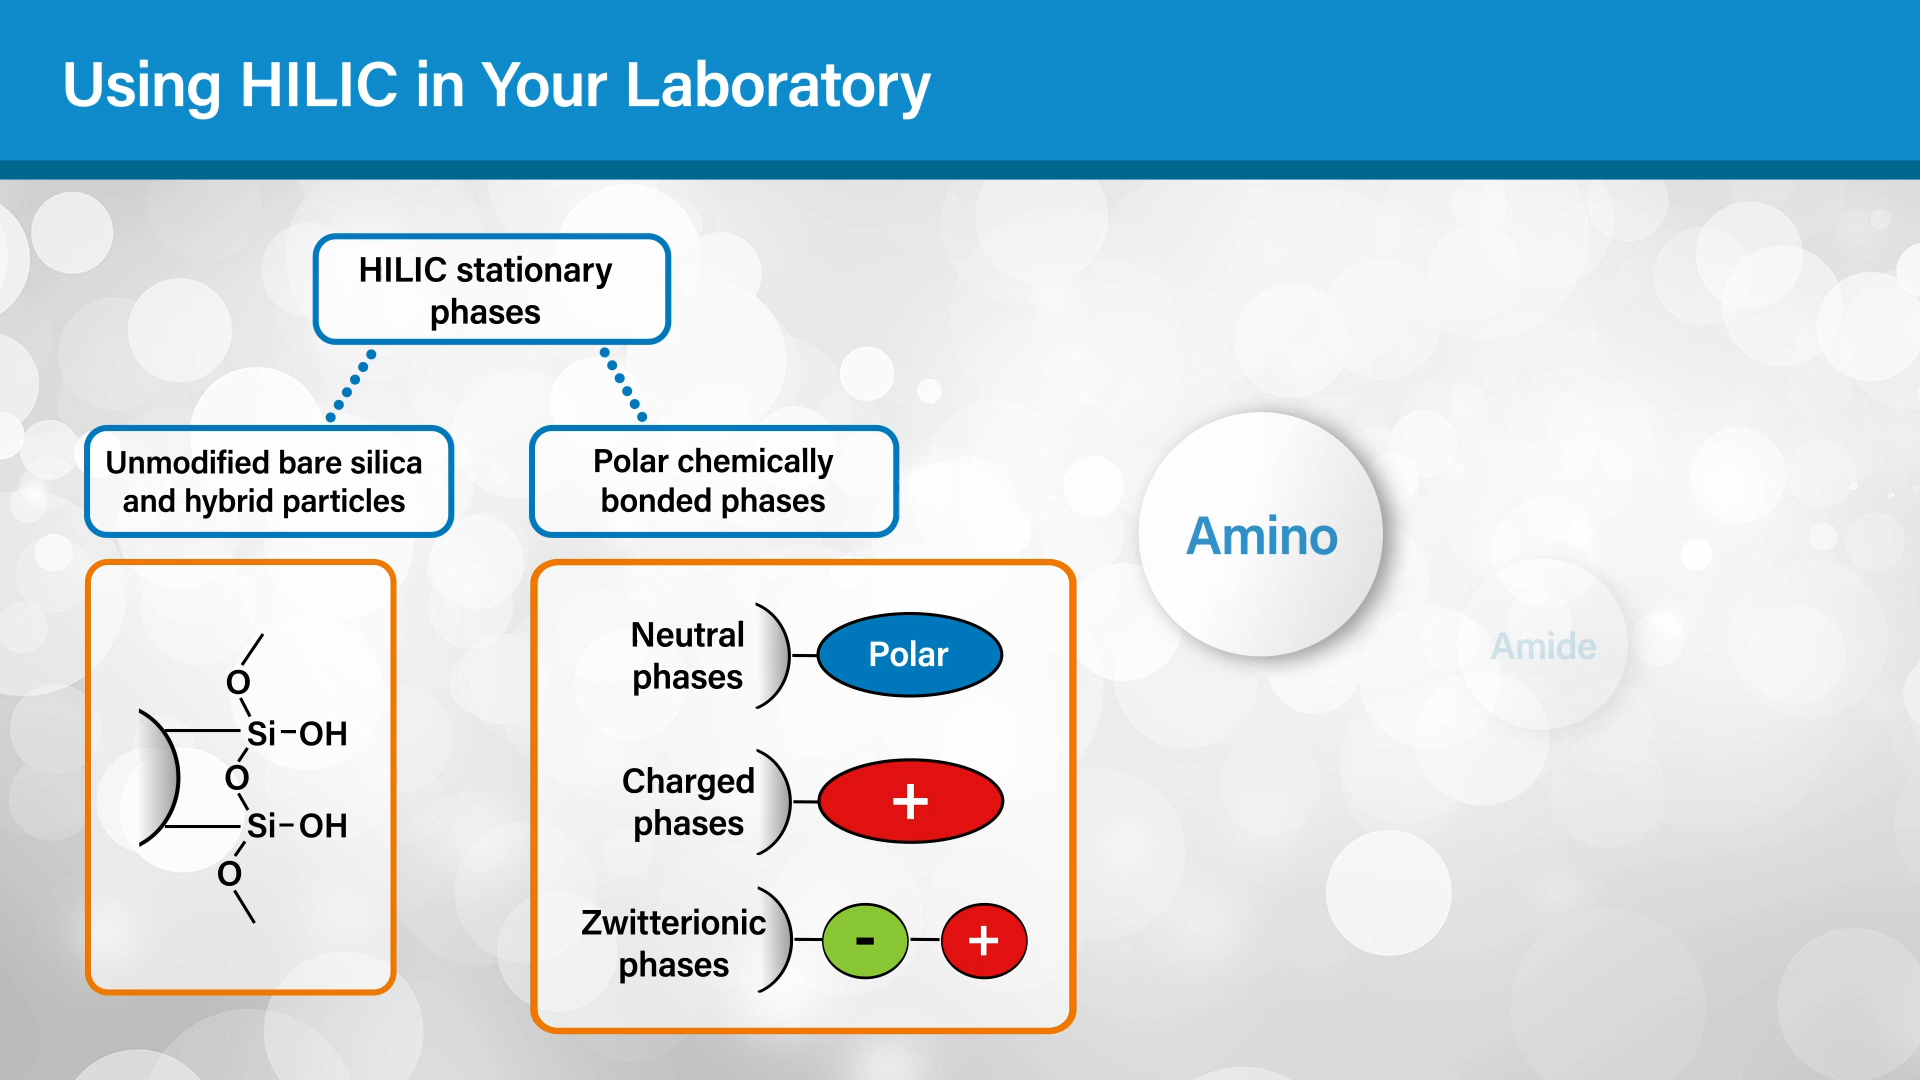 Using HILIC in Your Laboratory
HILIC stationary
phases
Unmodified bare silica
and hybrid particles
Polar chemically
bonded phases
O
Si–OH
O
Si–OH
O
Neutral
phases
Polar
Charged
phases
+
Zwitterionic
phases
-
+
Amino
Amide